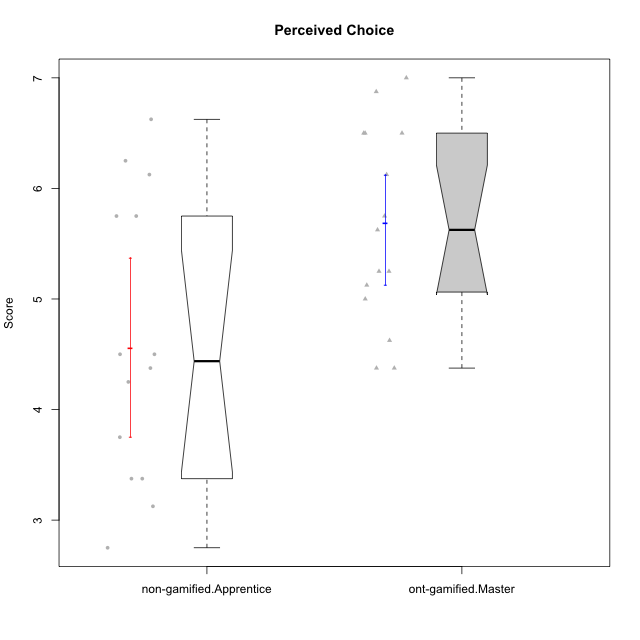 Perceived Choice
Score
7
6
5
4
3
non-gamified.Apprentice
ont-gamified.Master